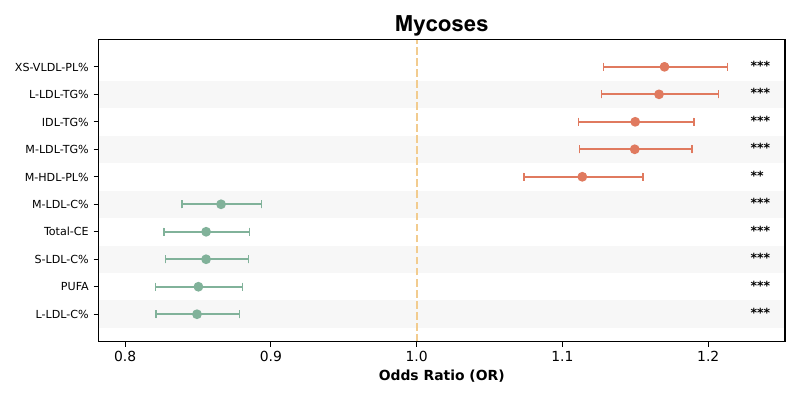 Mycoses
XS-VLDL-PL% ***
L-LDL-TG% ***
IDL-TG% ***
M-LDL-TG% ***
M-HDL-PL% **
M-LDL-C% ***
Total-CE ***
S-LDL-C% ***
PUFA ***
L-LDL-C% ***
0.8 0.9 1.0 1.1 1.2
Odds Ratio (OR)